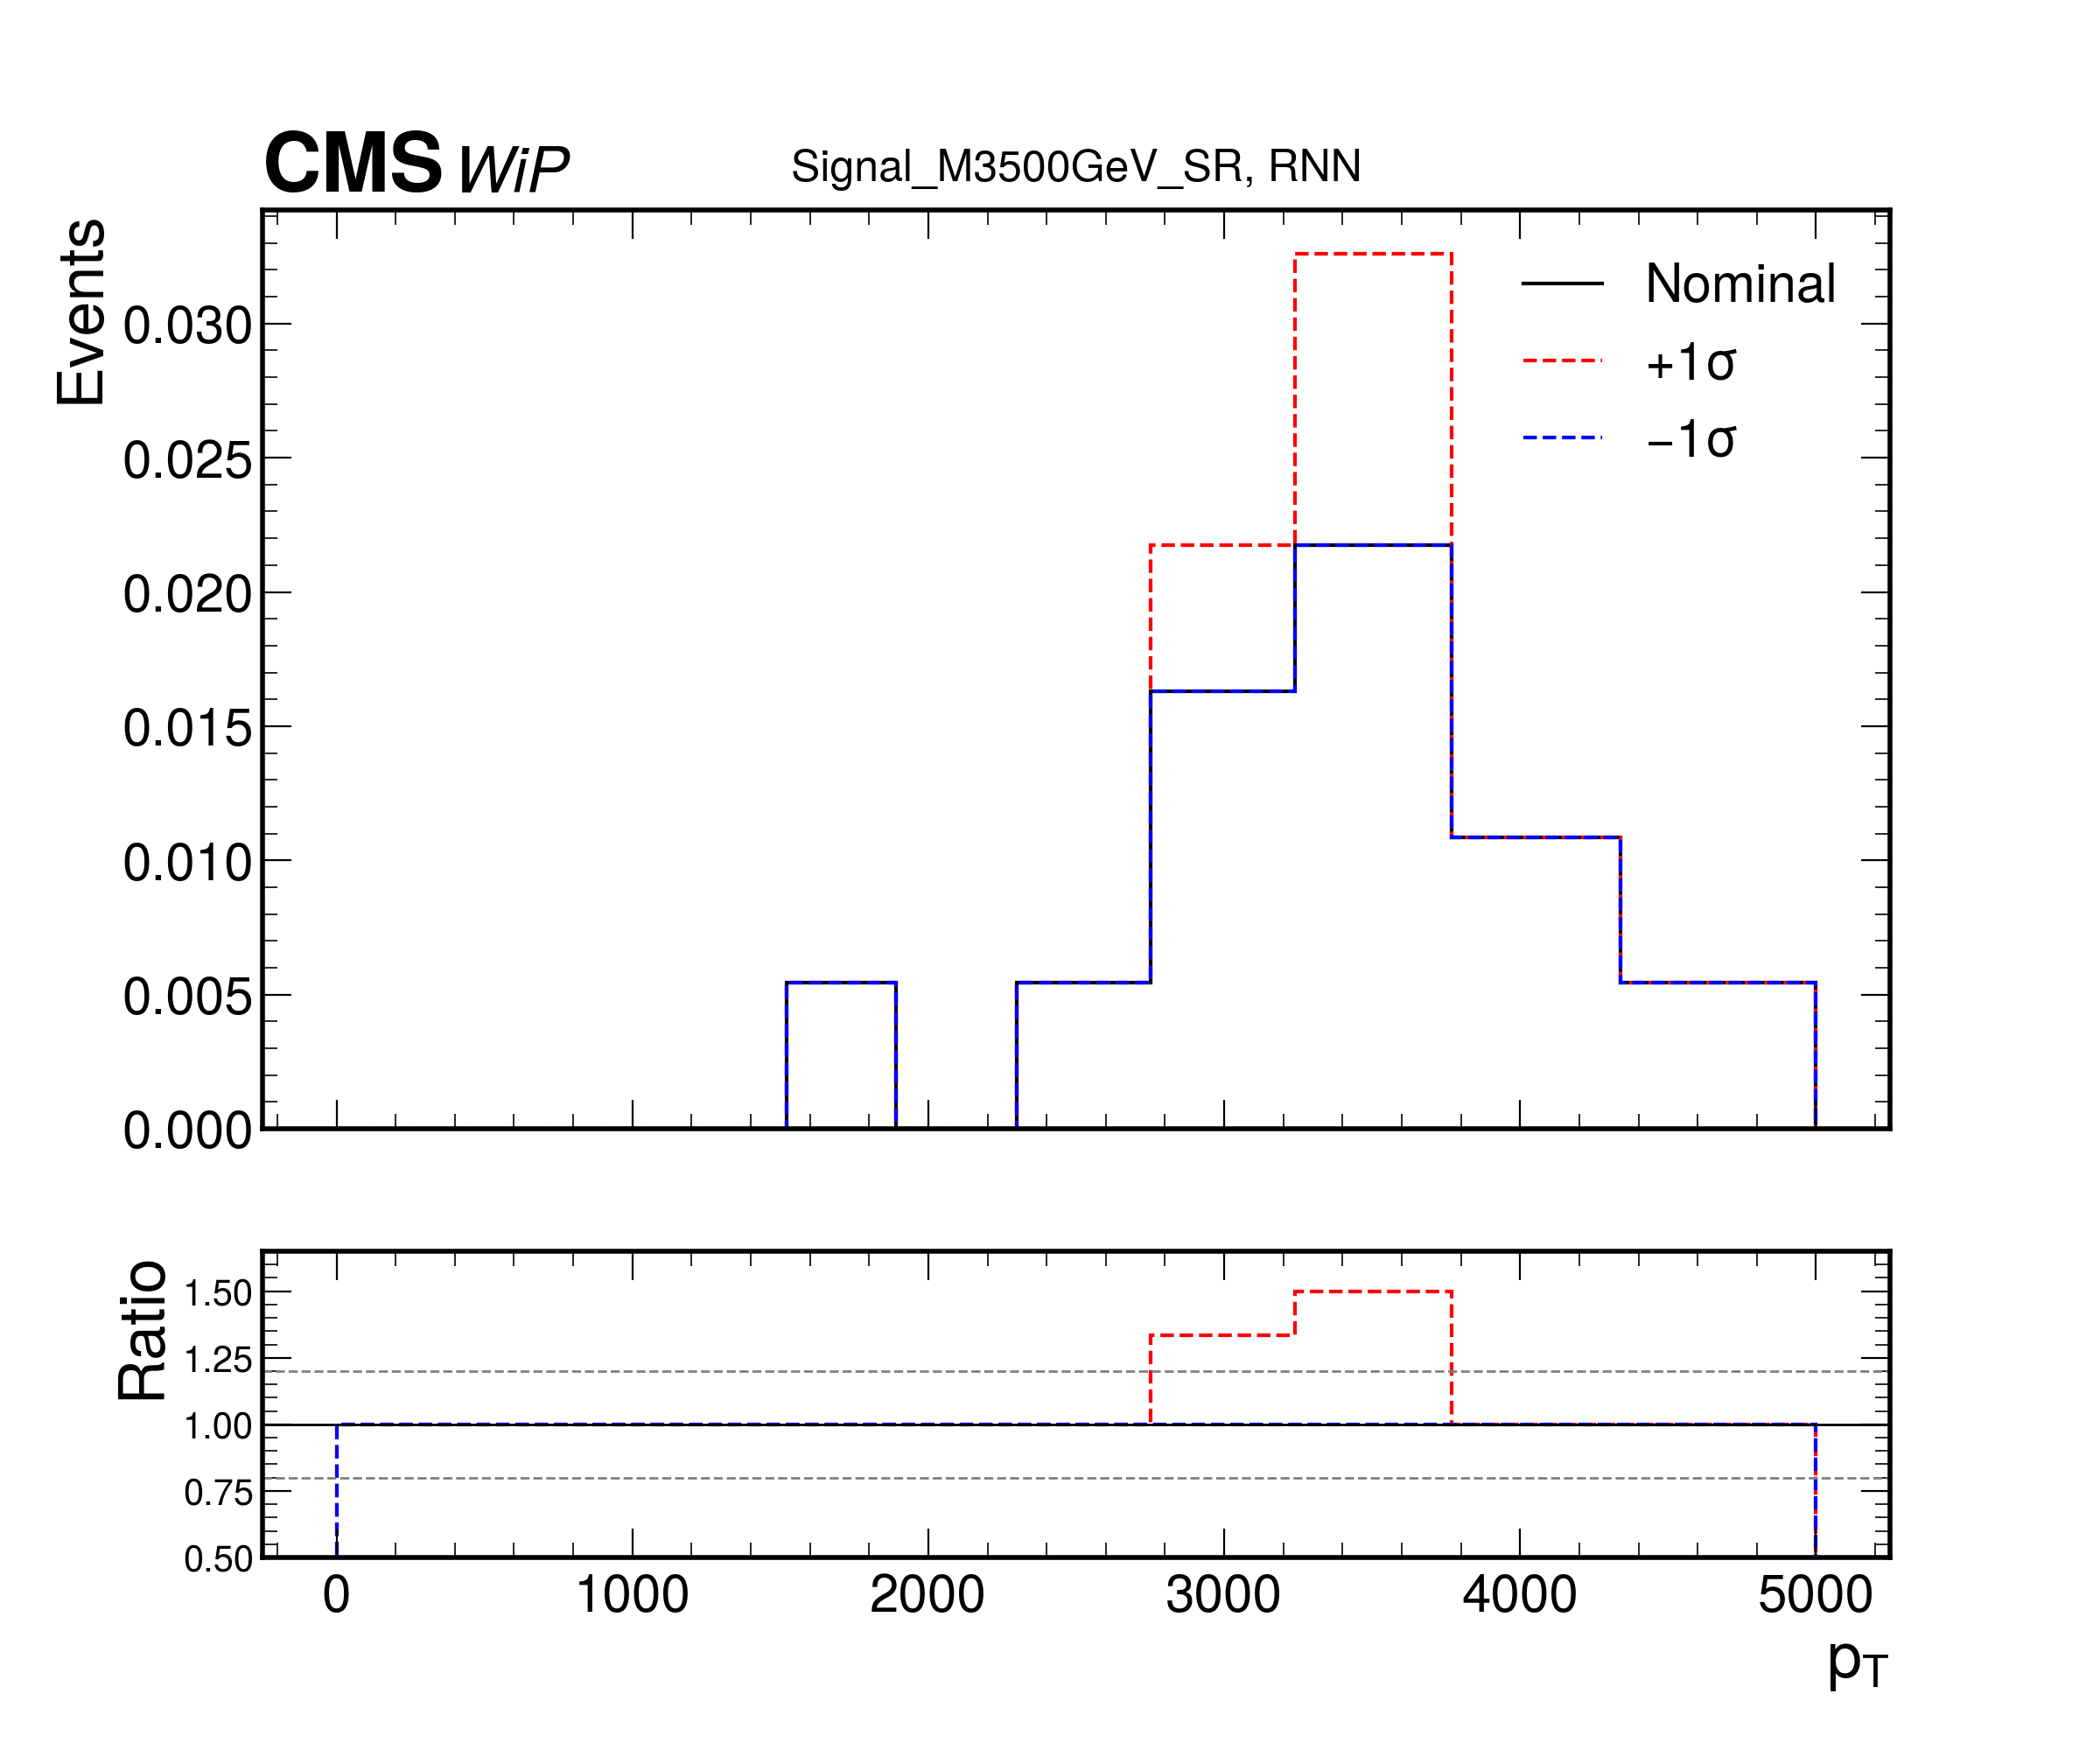 CMS WiP
Signal_M3500GeV_SR, RNN
Events
0.030
0.025
0.020
0.015
0.010
0.005
0.000
Nominal
+1σ
−1σ
Ratio
1.50
1.25
1.00
0.75
0.50
0 1000 2000 3000 4000 5000
pT